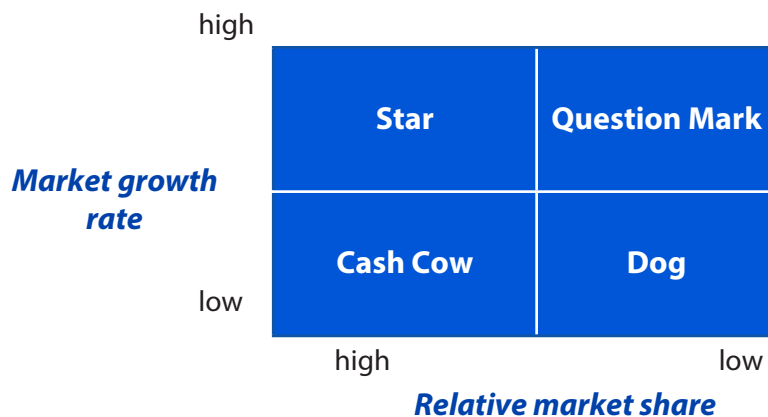 high
Star
Question Mark
Market growth
rate
Cash Cow
Dog
low
high
low
Relative market share